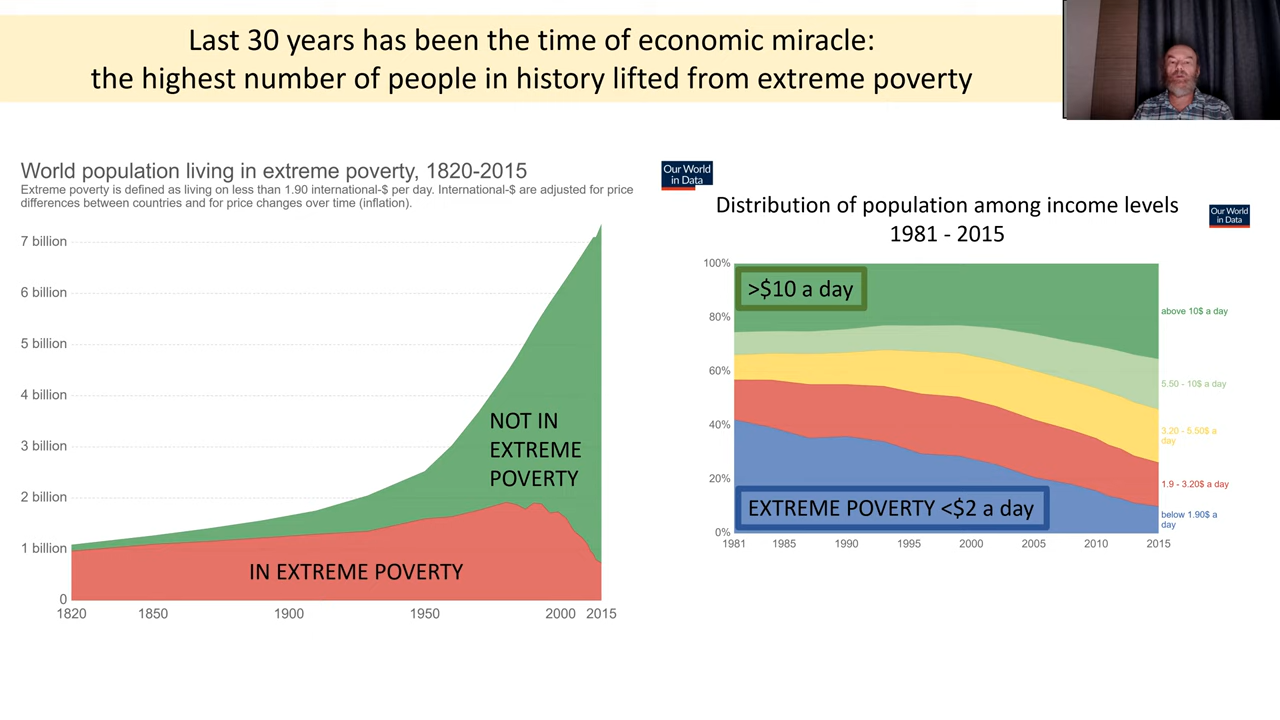 Last 30 years has been the time of economic miracle:
the highest number of people in history lifted from extreme poverty
World population living in extreme poverty, 1820-2015
Extreme poverty is defined as living on less than 1.90 international-$ per day. International-$ are adjusted for price
differences between countries and for price changes over time (inflation).
Our World
in Data
7 billion
6 billion
5 billion
4 billion
3 billion
2 billion
1 billion
0
NOT IN
EXTREME
POVERTY
IN EXTREME POVERTY
1820
1850
1900
1950
2000
2015
Distribution of population among income levels
1981 - 2015
Our World
in Data
100%
80%
60%
40%
20%
0%
>$10 a day
EXTREME POVERTY <$2 a day
above 10$ a day
5.50 - 10$ a day
3.20 - 5.50$ a
day
1.9 - 3.20$ a day
below 1.90$ a
day
1981
1985
1990
1995
2000
2005
2010
2015